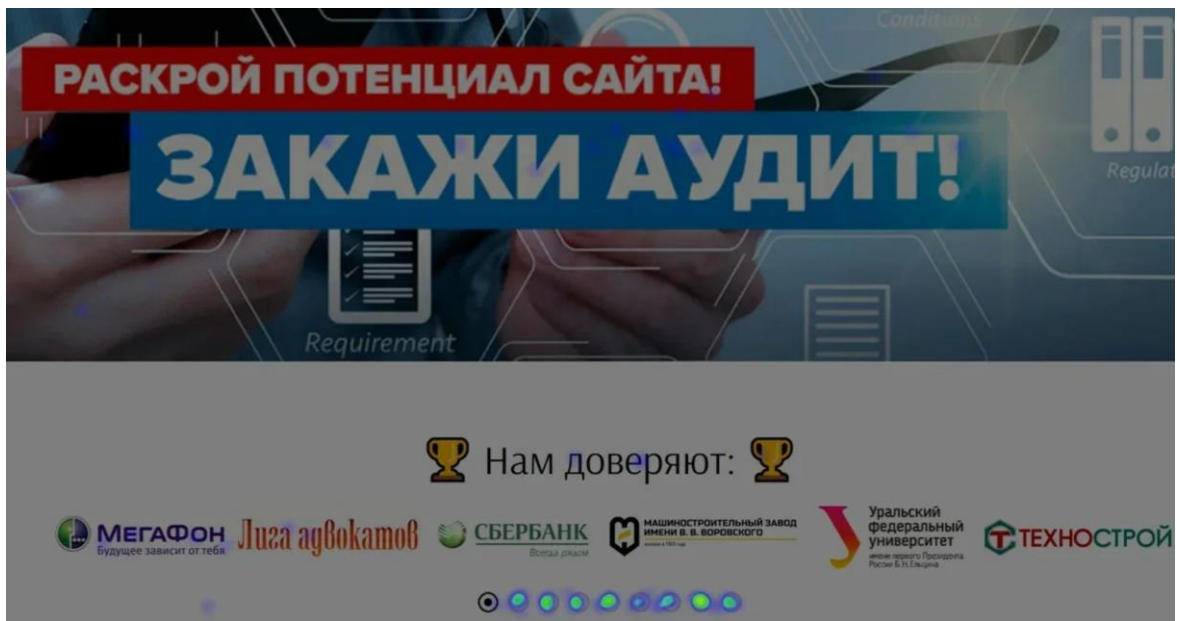 Conditions
РАСКРОЙ ПОТЕНЦИАЛ САЙТА!
ЗАКАЖИ АУДИТ!
Regulat
Requirement
Нам доверяют:
МЕГАФОН
Будущее зависит от тебя
Лига адвокатов
СБЕРБАНК
Всегда рядом
МАШИНОСТРОИТЕЛЬНЫЙ ЗАВОД
ИМЕНИ В. В. ВОРОВСКОГО
Уральский
федеральный
университет
имени первого Президента
России Б.Н.Ельцина
ТЕХНОСТРОЙ